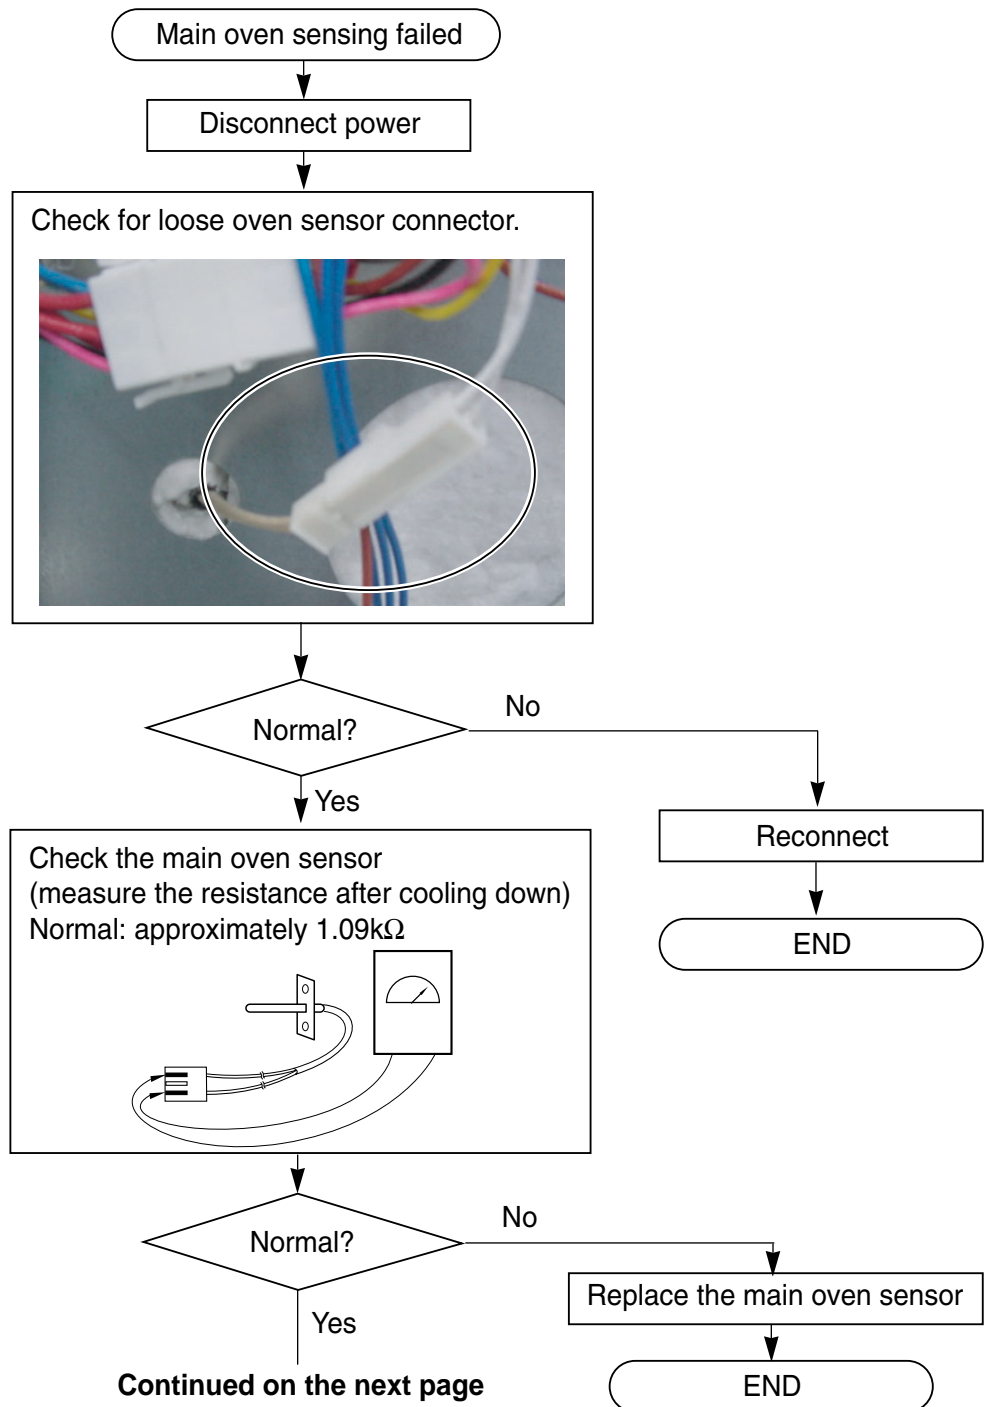 Main oven sensing failed
Disconnect power
Check for loose oven sensor connector.
Normal?
No
Yes
Reconnect
END
Check the main oven sensor
(measure the resistance after cooling down)
Normal: approximately 1.09kΩ
Normal?
No
Yes
Replace the main oven sensor
END
Continued on the next page